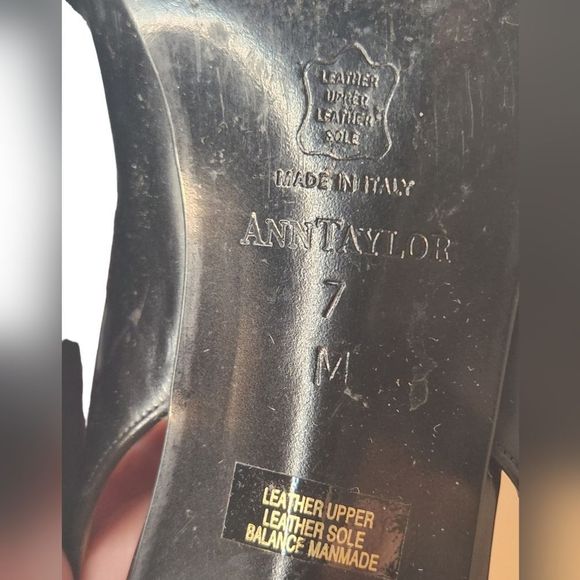 LEATHER
UPPER
LEATHER
SOLE
MADE IN ITALY
ANNTAYLOR
7
M
LEATHER UPPER
LEATHER SOLE
BALANCE MANMADE